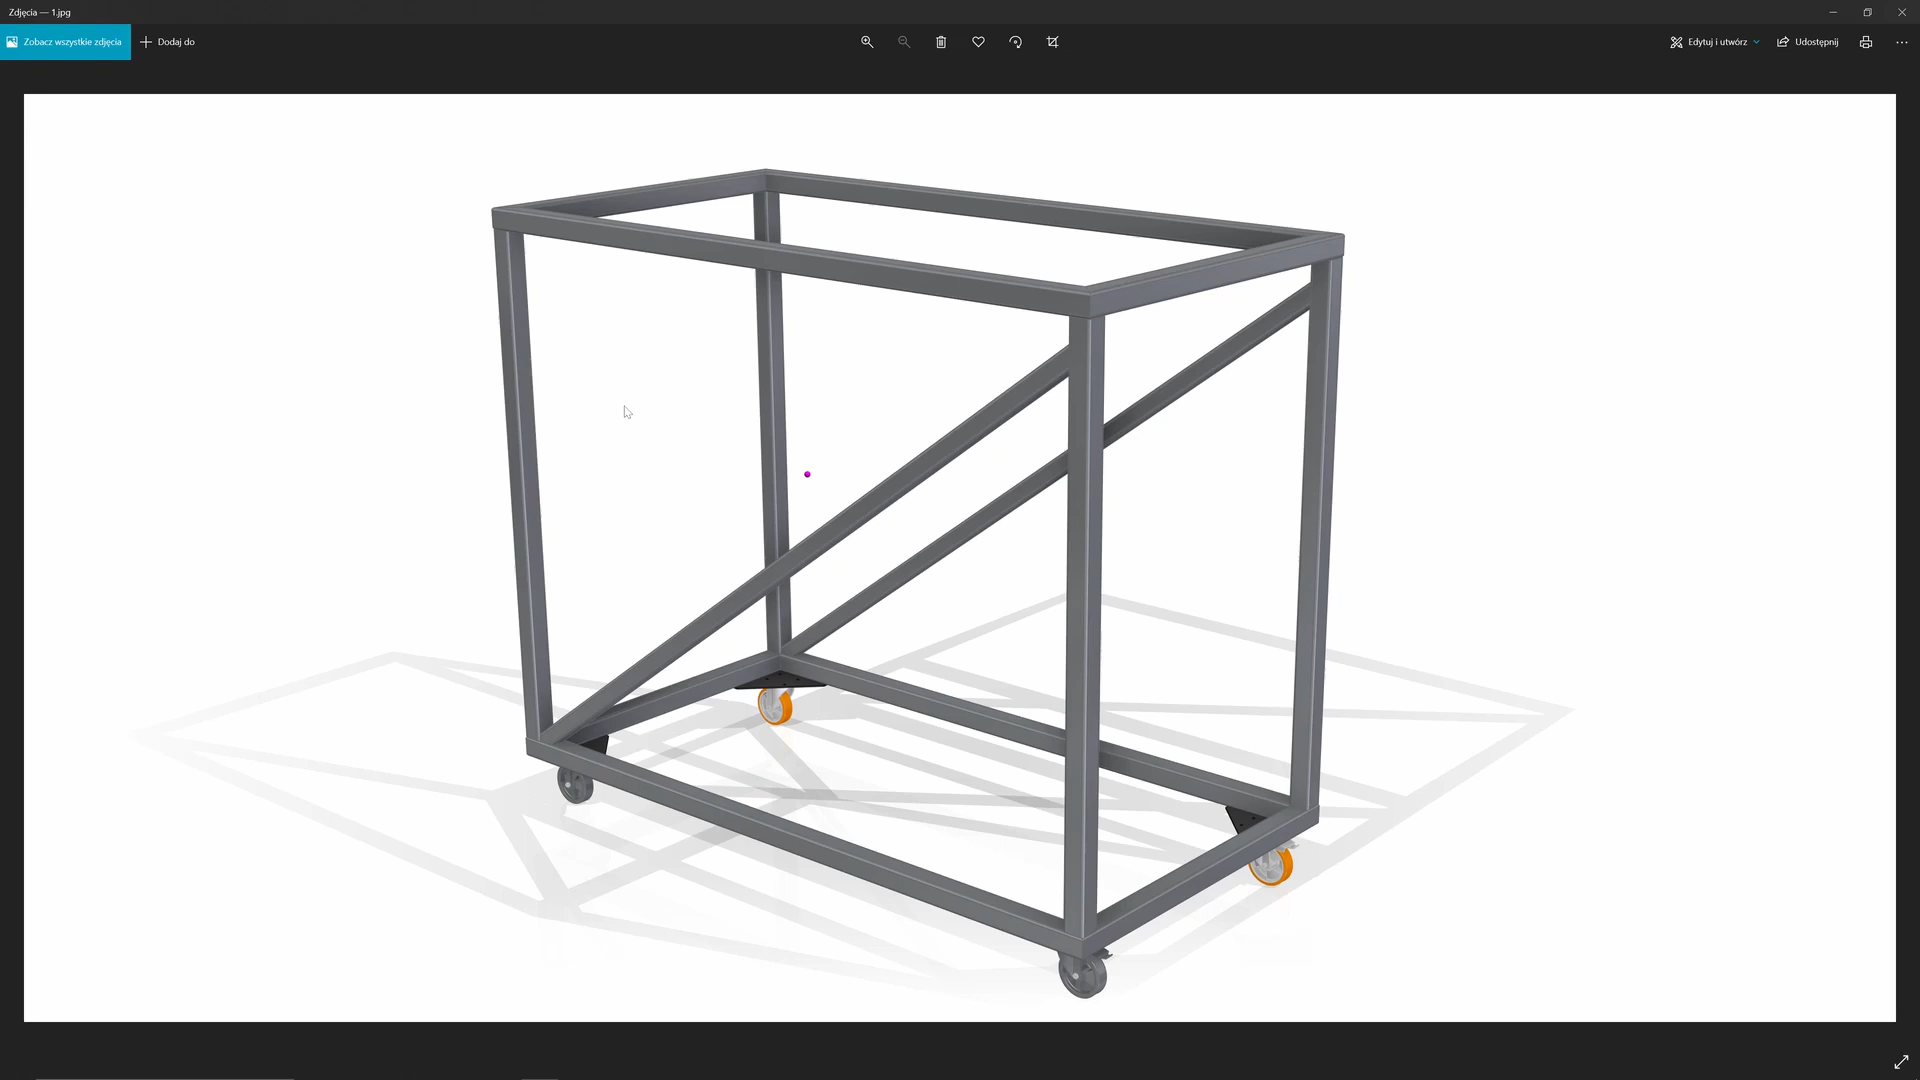 Zdjęcia — 1.jpg
Zobacz wszystkie zdjęcia
Dodaj do
Edytuj i utwórz
Udostępnij